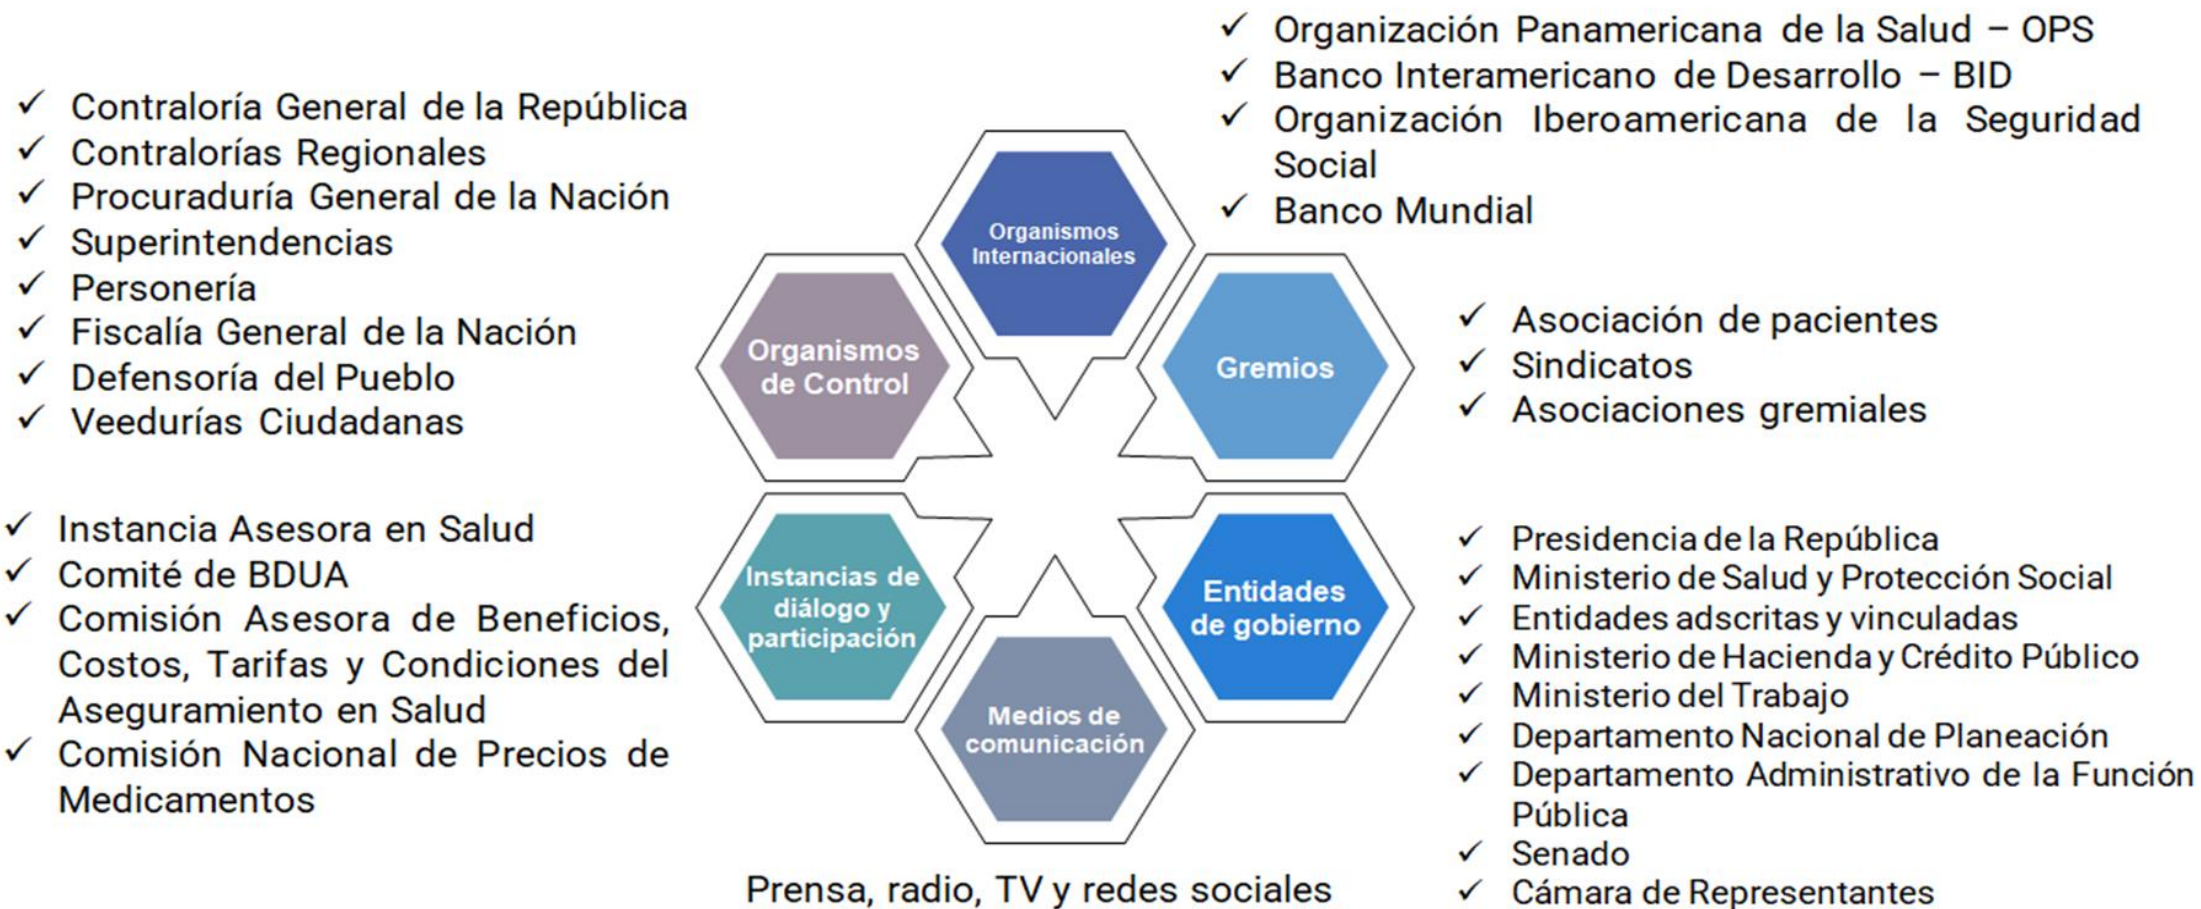 Organización Panamericana de la Salud – OPS
Banco Interamericano de Desarrollo – BID
Organización Iberoamericana de la Seguridad
Social
Banco Mundial
Contraloría General de la República
Contralorías Regionales
Procuraduría General de la Nación
Superintendencias
Personería
Fiscalía General de la Nación
Defensoría del Pueblo
Veedurías Ciudadanas
Organismos
Internacionales
Organismos
de Control
Gremios
Asociación de pacientes
Sindicatos
Asociaciones gremiales
Instancia Asesora en Salud
Comité de BDUA
Comisión Asesora de Beneficios,
Costos, Tarifas y Condiciones del
Aseguramiento en Salud
Comisión Nacional de Precios de
Medicamentos
Instancias de
diálogo y
participación
Entidades
de gobierno
Presidencia de la República
Ministerio de Salud y Protección Social
Entidades adscritas y vinculadas
Ministerio de Hacienda y Crédito Público
Ministerio del Trabajo
Departamento Nacional de Planeación
Departamento Administrativo de la Función
Pública
Senado
Cámara de Representantes
Medios de
comunicación
Prensa, radio, TV y redes sociales